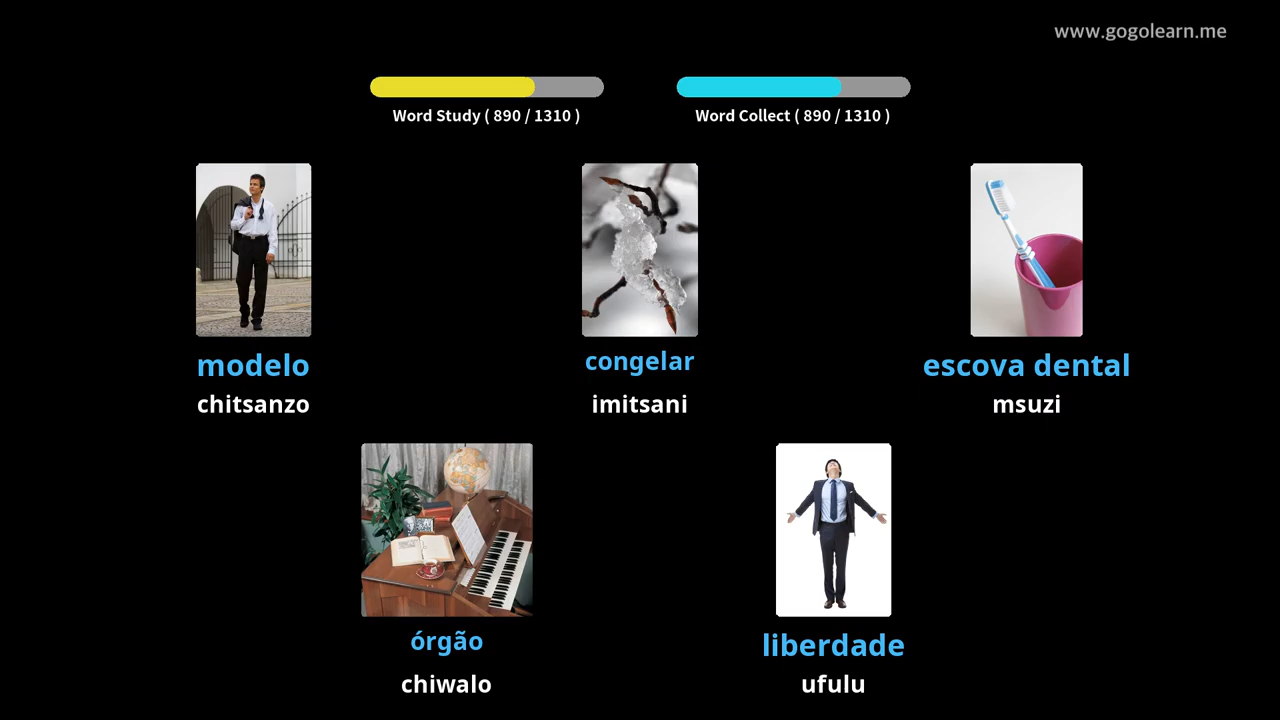 www.gogolearn.me
Word Study ( 890 / 1310 )
Word Collect ( 890 / 1310 )
modelo
chitsanzo
congelar
imitsani
escova dental
msuzi
órgão
chiwalo
liberdade
ufulu